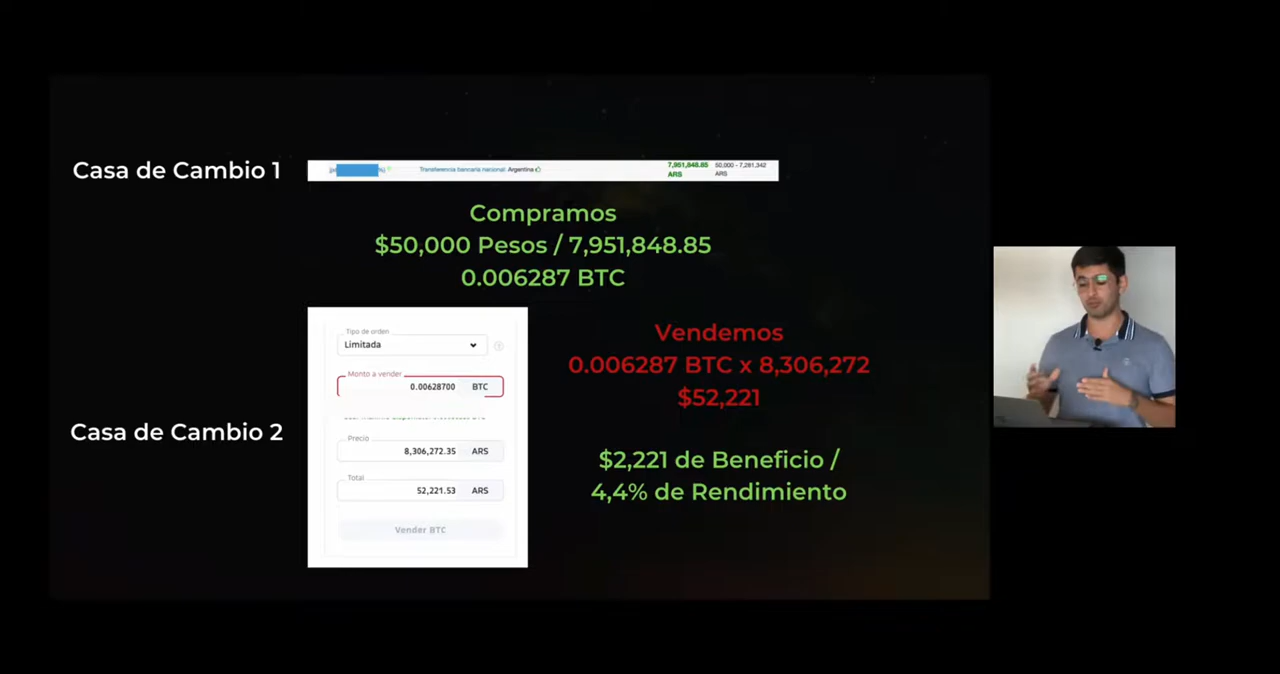 Casa de Cambio 1
Transferencia bancaria nacional: Argentina
7,951,848.85
ARS
50,000 - 7,281,342
ARS
Compramos
$50,000 Pesos / 7,951,848.85
0.006287 BTC
Tipo de orden
Limitada
Monto a vender
0.00628700 BTC
Casa de Cambio 2
Precio
8,306,272.35 ARS
Total
52,221.53 ARS
Vender BTC
Vendemos
0.006287 BTC x 8,306,272
$52,221
$2,221 de Beneficio /
4,4% de Rendimiento